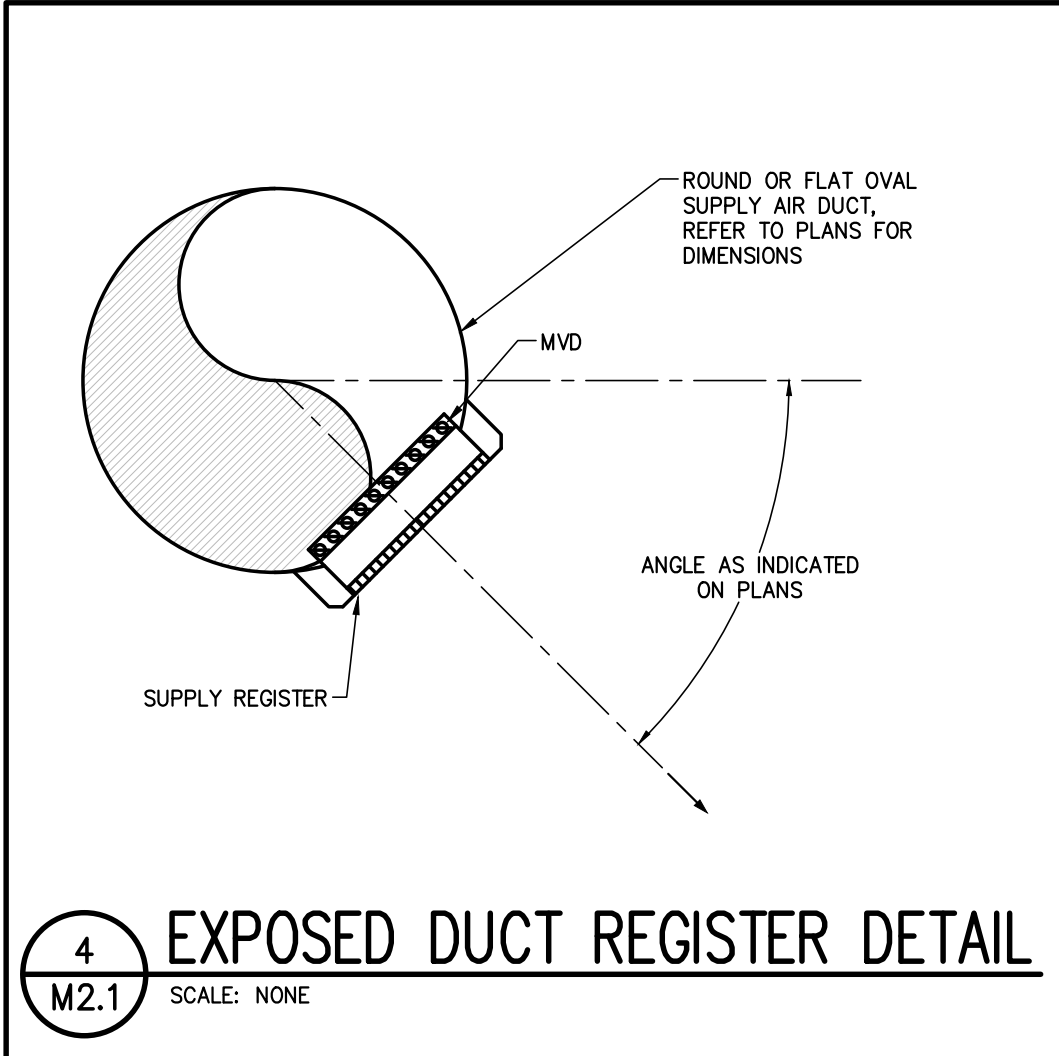 ROUND OR FLAT OVAL
SUPPLY AIR DUCT,
REFER TO PLANS FOR
DIMENSIONS
MVD
ANGLE AS INDICATED
ON PLANS
SUPPLY REGISTER
4
M2.1
EXPOSED DUCT REGISTER DETAIL
SCALE: NONE